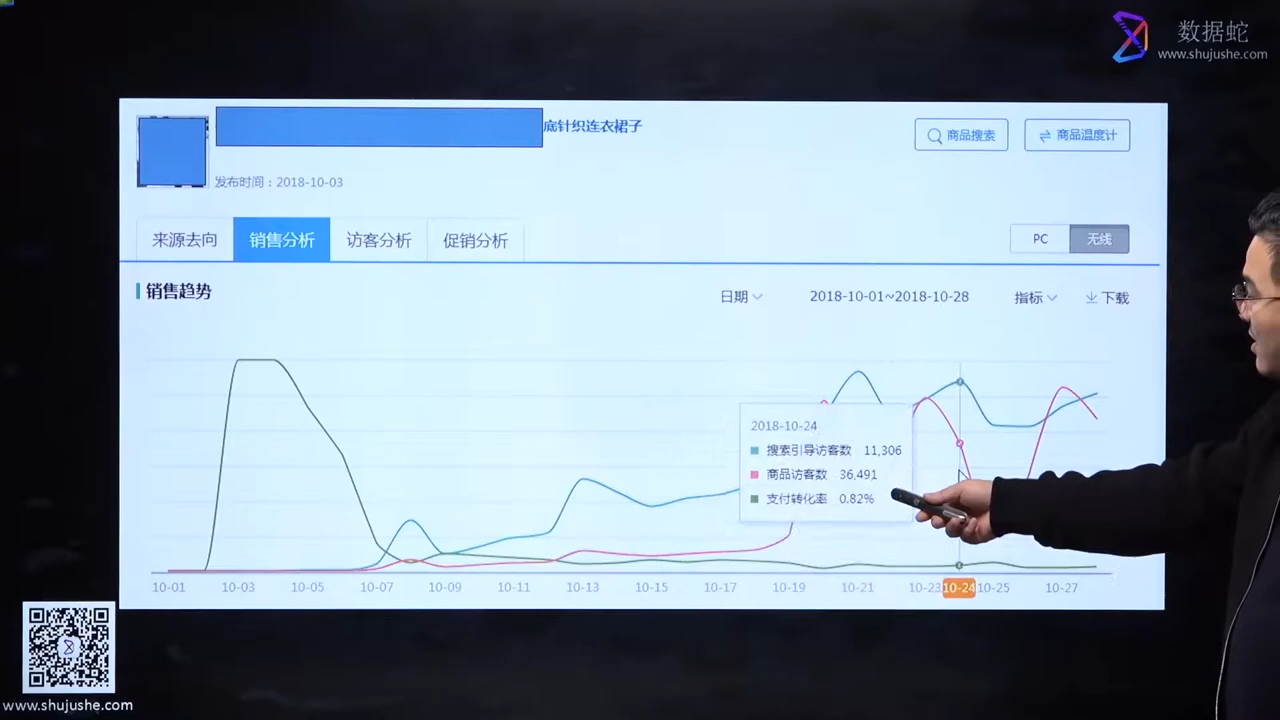 数据蛇
www.shujushe.com
底针织连衣裙子
商品搜索
商品温度计
发布时间：2018-10-03
来源去向
销售分析
访客分析
促销分析
PC
无线
销售趋势
日期
2018-10-01~2018-10-28
指标
下载
2018-10-24
搜索引导访客数 11,306
商品访客数 36,491
支付转化率 0.82%
10-01 10-03 10-05 10-07 10-09 10-11 10-13 10-15 10-17 10-19 10-21 10-23 10-24 10-25 10-27
www.shujushe.com